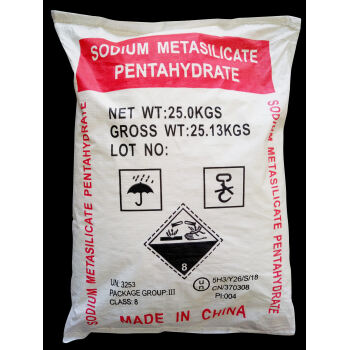 SODIUM METASILICATE
PENTAHYDRATE
NET WT:25.0KGS
GROSS WT:25.13KGS
LOT NO:
SODIUM METASILICATE PENTAHYDRATE
SODIUM METASILICATE PENTAHYDRATE
8
UN. 3253
PACKAGE GROUP:III
CLASS: 8
un
5H3/Y26/S/18
CN/370308
PI:004
MADE IN CHINA